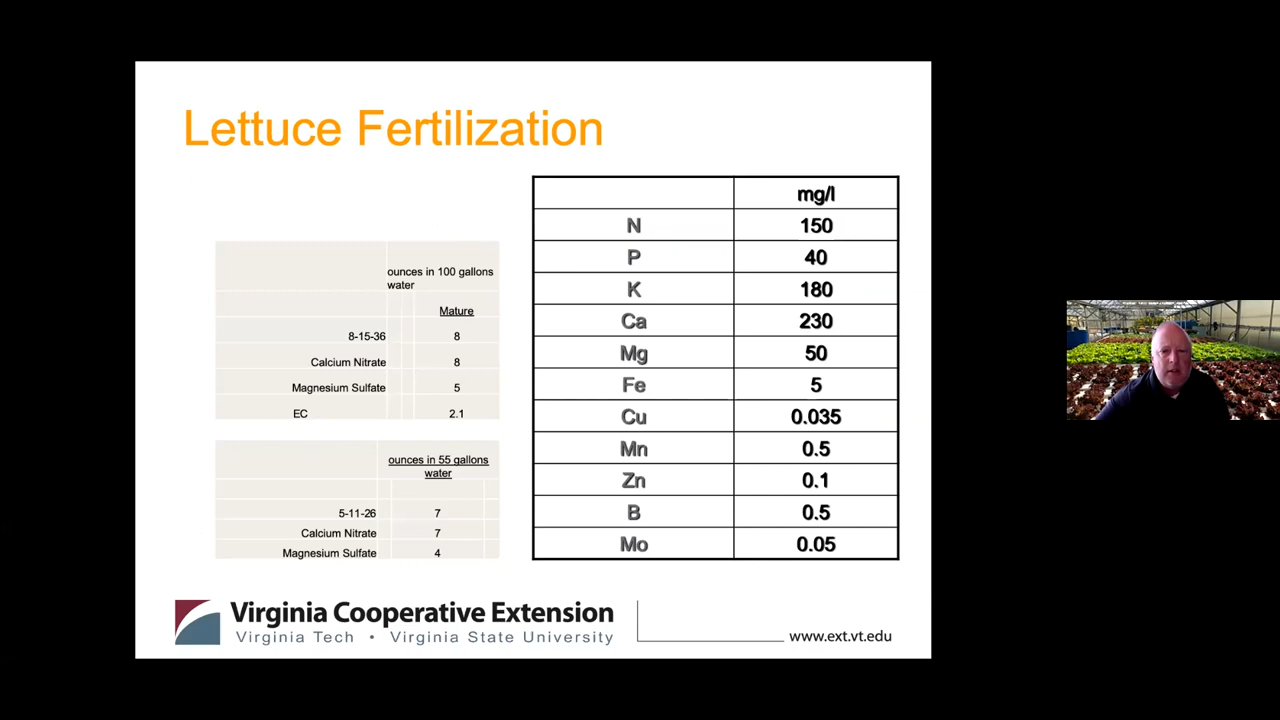 Lettuce Fertilization
ounces in 100 gallons
water
Mature
8-15-36 8
Calcium Nitrate 8
Magnesium Sulfate 5
EC 2.1
ounces in 55 gallons
water
5-11-26 7
Calcium Nitrate 7
Magnesium Sulfate 4
mg/l
N 150
P 40
K 180
Ca 230
Mg 50
Fe 5
Cu 0.035
Mn 0.5
Zn 0.1
B 0.5
Mo 0.05
Virginia Cooperative Extension
Virginia Tech • Virginia State University
www.ext.vt.edu